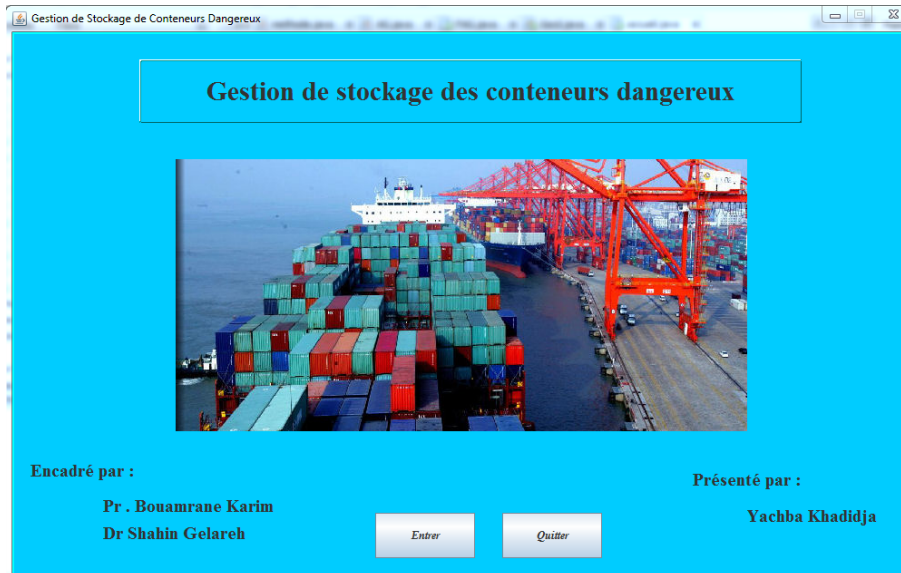 Gestion de Stockage de Conteneurs Dangereux
Gestion de stockage des conteneurs dangereux
Encadré par :
Pr . Bouamrane Karim
Dr Shahin Gelareh
Présenté par :
Yachba Khadidja
Entrer
Quitter